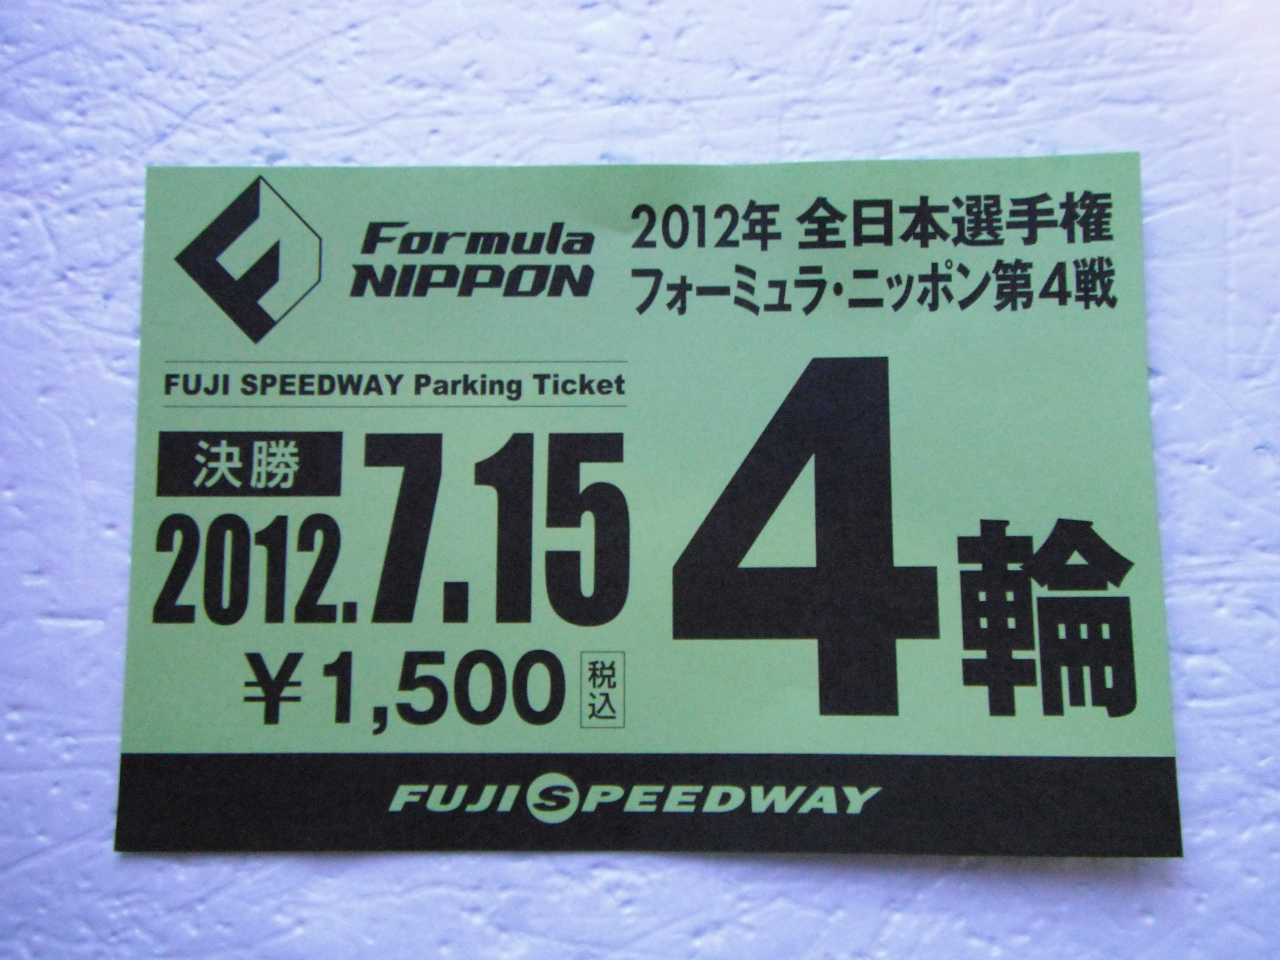 Formula
NIPPON
2012年 全日本選手権
フォーミュラ・ニッポン第4戦
FUJI SPEEDWAY Parking Ticket
決勝
2012.7.15
¥1,500 税込
4輪
FUJI SPEEDWAY